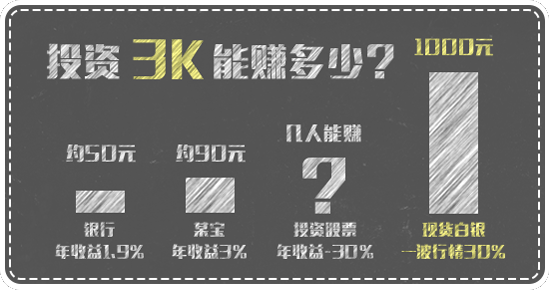 投资3K能赚多少?
1000元
约50元
约90元
几人能赚
?
银行
年收益1.9%
某宝
年收益3%
投资股票
年收益-30%
现货白银
一波行情30%